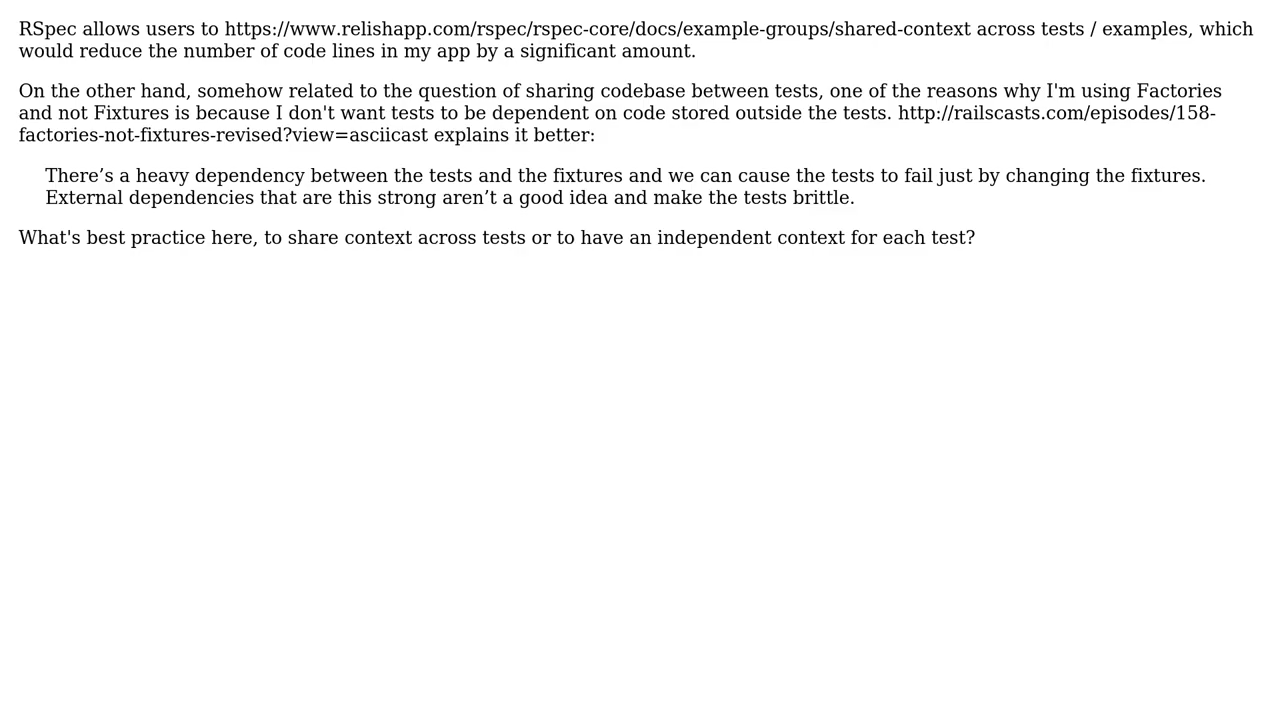 RSpec allows users to https://www.relishapp.com/rspec/rspec-core/docs/example-groups/shared-context across tests / examples, which
would reduce the number of code lines in my app by a significant amount.
On the other hand, somehow related to the question of sharing codebase between tests, one of the reasons why I'm using Factories
and not Fixtures is because I don't want tests to be dependent on code stored outside the tests. http://railscasts.com/episodes/158-
factories-not-fixtures-revised?view=asciicast explains it better:
There’s a heavy dependency between the tests and the fixtures and we can cause the tests to fail just by changing the fixtures.
External dependencies that are this strong aren’t a good idea and make the tests brittle.
What's best practice here, to share context across tests or to have an independent context for each test?